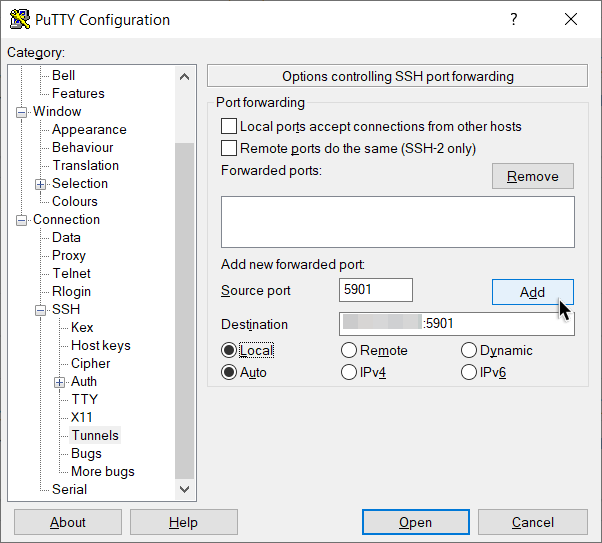 PuTTY Configuration
Category:
Bell
Features
Window
Appearance
Behaviour
Translation
Selection
Colours
Connection
Data
Proxy
Telnet
Rlogin
SSH
Kex
Host keys
Cipher
Auth
TTY
X11
Tunnels
Bugs
More bugs
Serial
Options controlling SSH port forwarding
Port forwarding
Local ports accept connections from other hosts
Remote ports do the same (SSH-2 only)
Forwarded ports:
Remove
Add new forwarded port:
Source port 5901 Add
Destination :5901
Local Remote Dynamic
Auto IPv4 IPv6
About Help Open Cancel